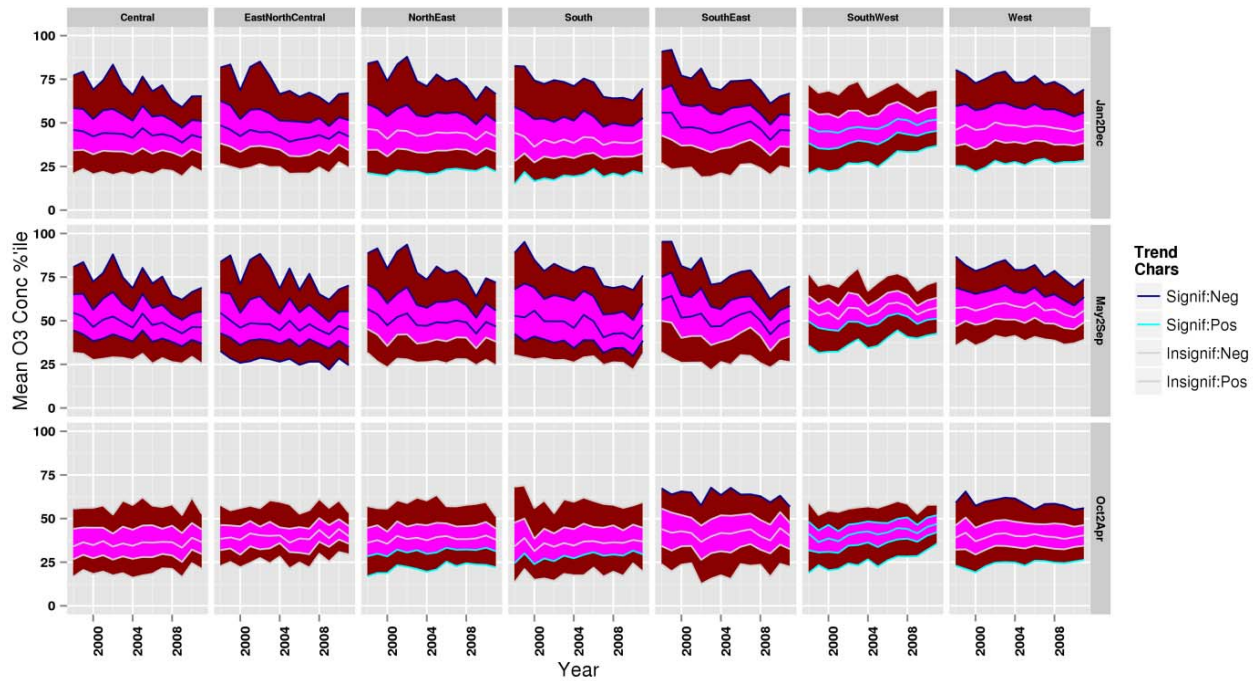 Central EastNorthCentral NorthEast South SouthEast SouthWest West
100
75
50
25
0
Jan2Dec
100
75
50
25
0
May2Sep
100
75
50
25
0
Oct2Apr
Mean O3 Conc %'ile
2000 2004 2008 2000 2004 2008 2000 2004 2008 2000 2004 2008 2000 2004 2008 2000 2004 2008 2000 2004 2008
Year
Trend
Chars
Signif:Neg
Signif:Pos
Insignif:Neg
Insignif:Pos